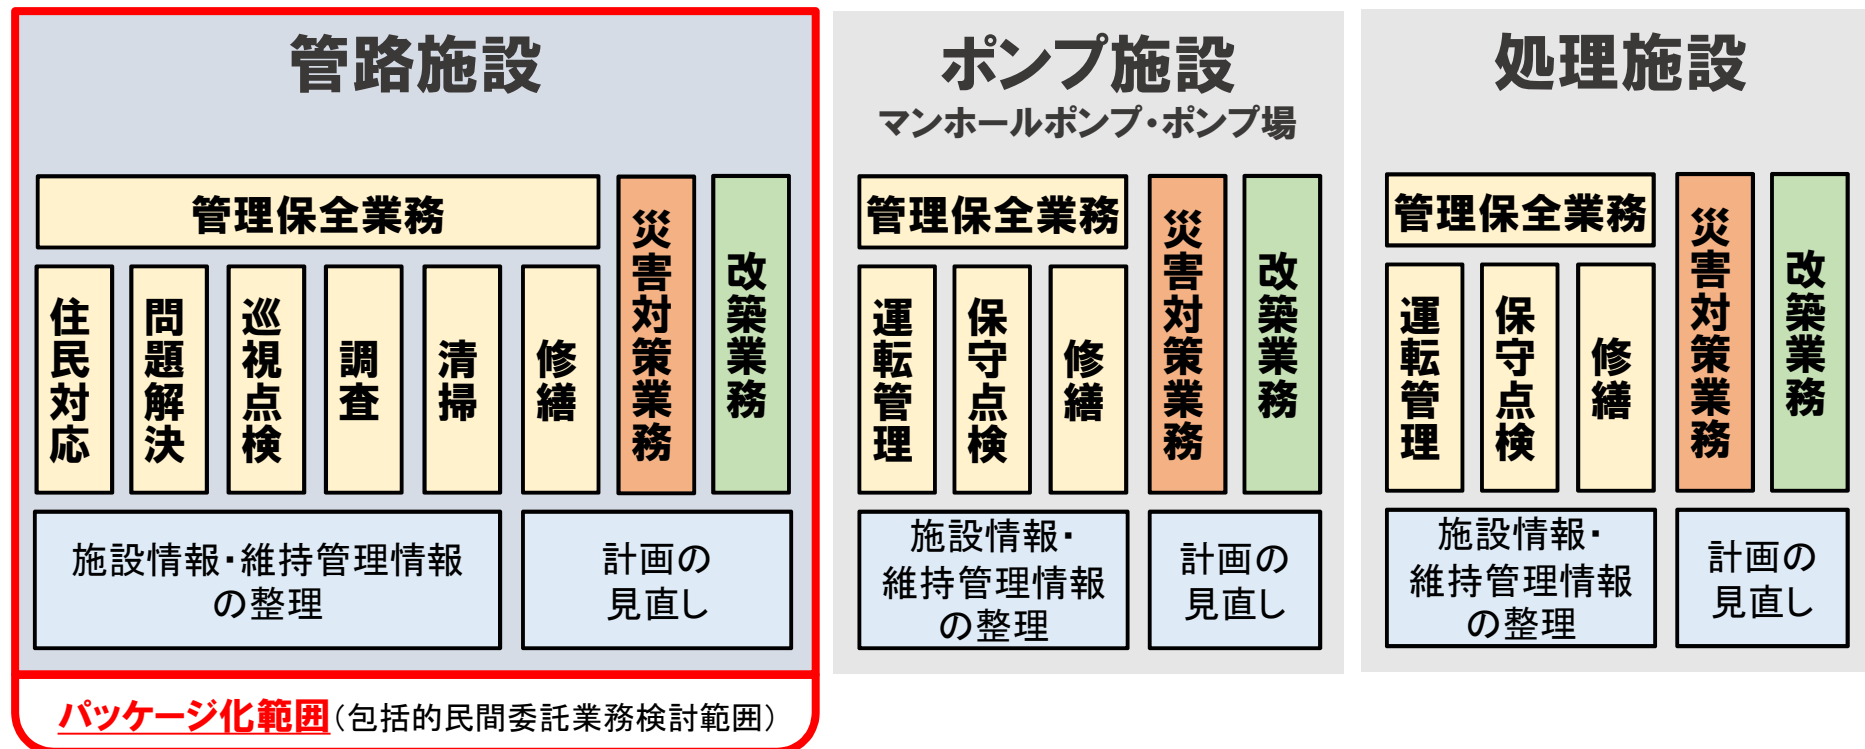 管路施設
管理保全業務
住民対応
問題解決
巡視点検
調査
清掃
修繕
災害対策業務
改築業務
施設情報・維持管理情報
の整理
計画の
見直し
パッケージ化範囲(包括的民間委託業務検討範囲)
ポンプ施設
マンホールポンプ・ポンプ場
管理保全業務
運転管理
保守点検
修繕
災害対策業務
改築業務
施設情報・
維持管理情報
の整理
計画の
見直し
処理施設
管理保全業務
運転管理
保守点検
修繕
災害対策業務
改築業務
施設情報・
維持管理情報
の整理
計画の
見直し